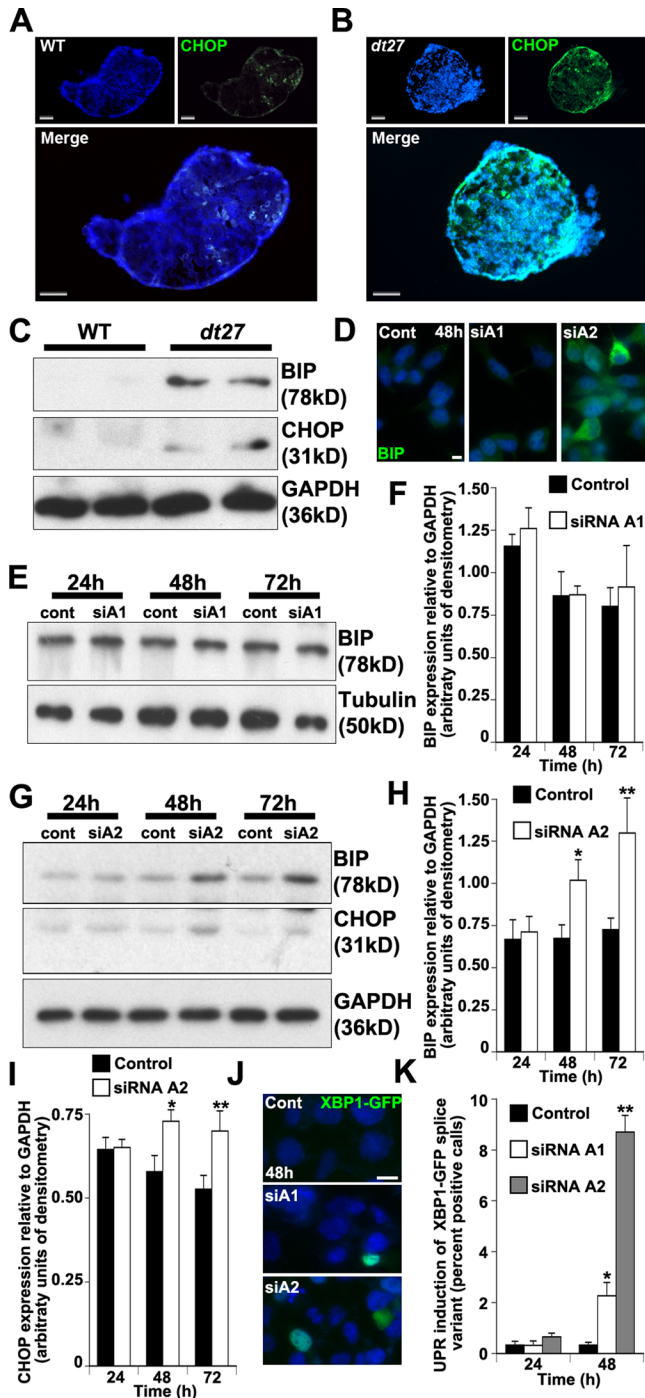 A
WT
CHOP
Merge
B
dt27
CHOP
Merge
C
WT
dt27
BIP
(78kD)
CHOP
(31kD)
GAPDH
(36kD)
D
Cont
48h
siA1
siA2
BIP
E
24h
48h
72h
cont
siA1
cont
siA1
cont
siA1
BIP
(78kD)
Tubulin
(50kD)
F
Control
siRNA A1
BIP expression relative to GAPDH
(arbitraty units of densitometry)
1.50
1.25
0.75
0.50
0.25
0
24
48
72
Time (h)
G
24h
48h
72h
cont
siA2
cont
siA2
cont
siA2
BIP
(78kD)
CHOP
(31kD)
GAPDH
(36kD)
H
Control
siRNA A2
BIP expression relative to GAPDH
(arbitraty units of densitometry)
1.50
1.25
0.75
0.50
0.25
0
*
**
24
48
72
Time (h)
I
Control
siRNA A2
CHOP expression relative to GAPDH
(arbitraty units of densitometry)
0.75
0.50
0.25
0
*
**
24
48
72
Time (h)
J
Cont
XBP1-GFP
48h
siA1
siA2
K
Control
siRNA A1
siRNA A2
UPR induction of XBP1-GFP splice
variant (percent positive calls)
10
8
6
4
2
0
*
**
24
48
Time (h)